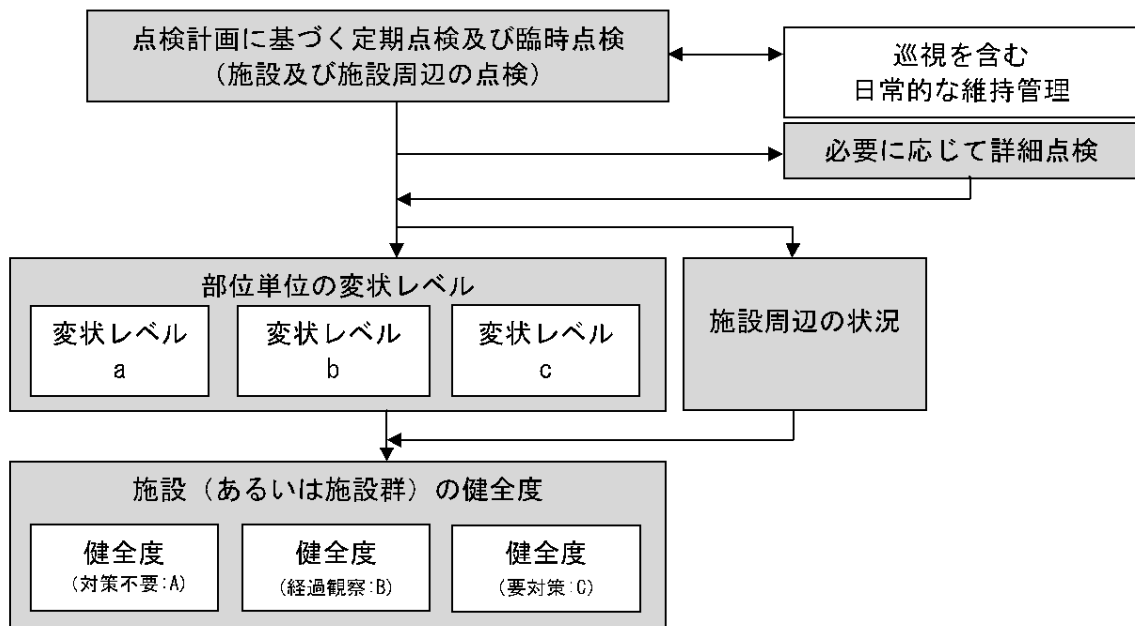 点検計画に基づく定期点検及び臨時点検
(施設及び施設周辺の点検)
巡視を含む
日常的な維持管理
必要に応じて詳細点検
部位単位の変状レベル
変状レベル
a
変状レベル
b
変状レベル
c
施設周辺の状況
施設(あるいは施設群)の健全度
健全度
(対策不要:A)
健全度
(経過観察:B)
健全度
(要対策:C)